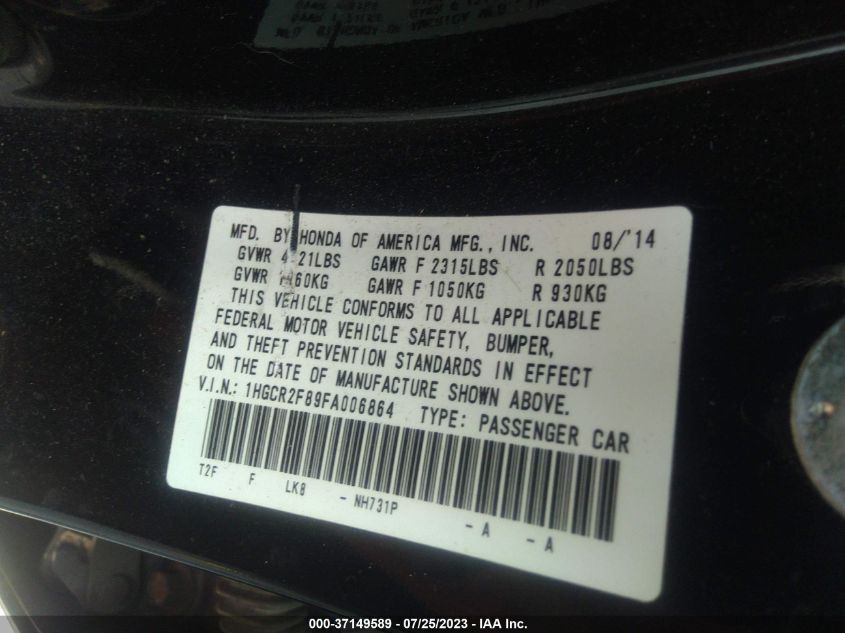 MFD. BY HONDA OF AMERICA MFG., INC. 08/'14
GVWR 4 21LBS GAWR F 2315LBS R 2050LBS
GVWR 60KG GAWR F 1050KG R 930KG
THIS VEHICLE CONFORMS TO ALL APPLICABLE
FEDERAL MOTOR VEHICLE SAFETY, BUMPER,
AND THEFT PREVENTION STANDARDS IN EFFECT
ON THE DATE OF MANUFACTURE SHOWN ABOVE.
V.I.N.: 1HGCR2F89FA006864 TYPE: PASSENGER CAR
T2F F LK8 - NH731P - A - A
000-37149589 - 07/25/2023 - IAA Inc.